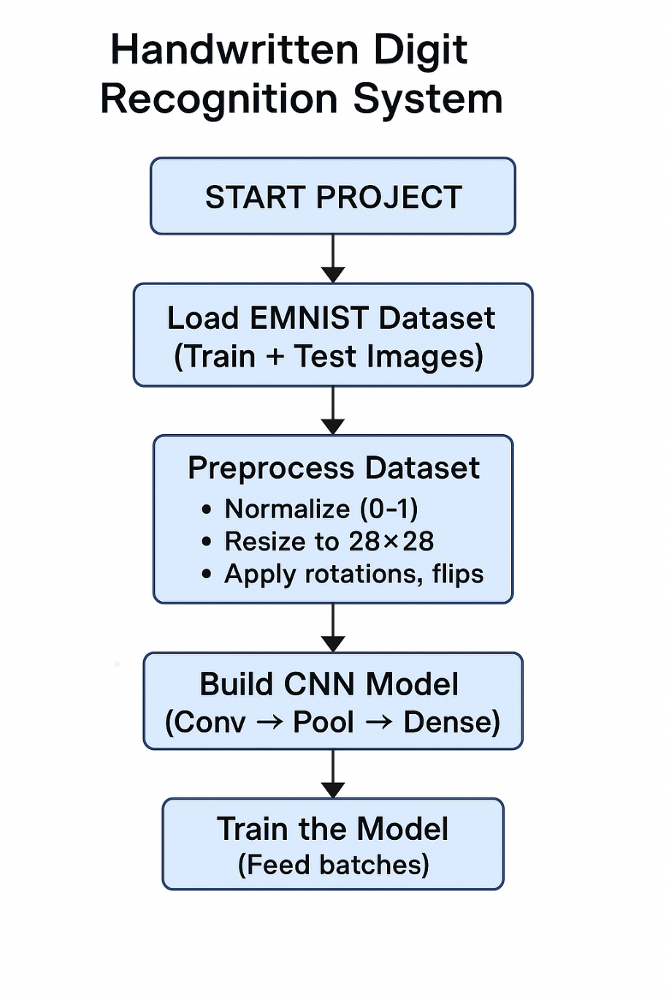 Handwritten Digit
Recognition System
START PROJECT
Load EMNIST Dataset
(Train + Test Images)
Preprocess Dataset
• Normalize (0–1)
• Resize to 28×28
• Apply rotations, flips
Build CNN Model
(Conv → Pool → Dense)
Train the Model
(Feed batches)